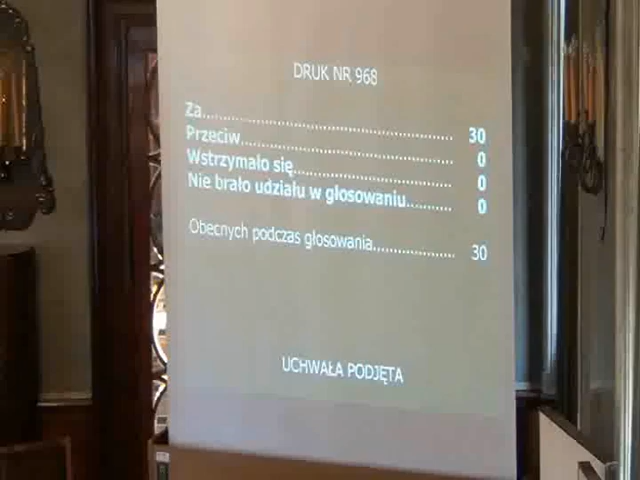 DRUK NR 968
Za.......................................................... 30
Przeciw.................................................. 0
Wstrzymało się..................................... 0
Nie brało udziału w głosowaniu.......... 0
Obecnych podczas głosowania................ 30
UCHWAŁA PODJĘTA